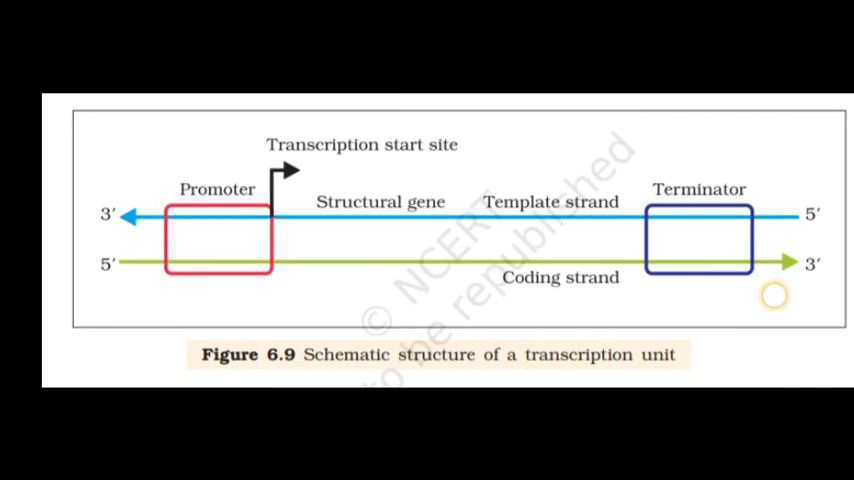 Transcription start site
Promoter
Structural gene
Template strand
Terminator
3′
5′
5′
3′
Coding strand
© NCERT
to be republished
Figure 6.9 Schematic structure of a transcription unit